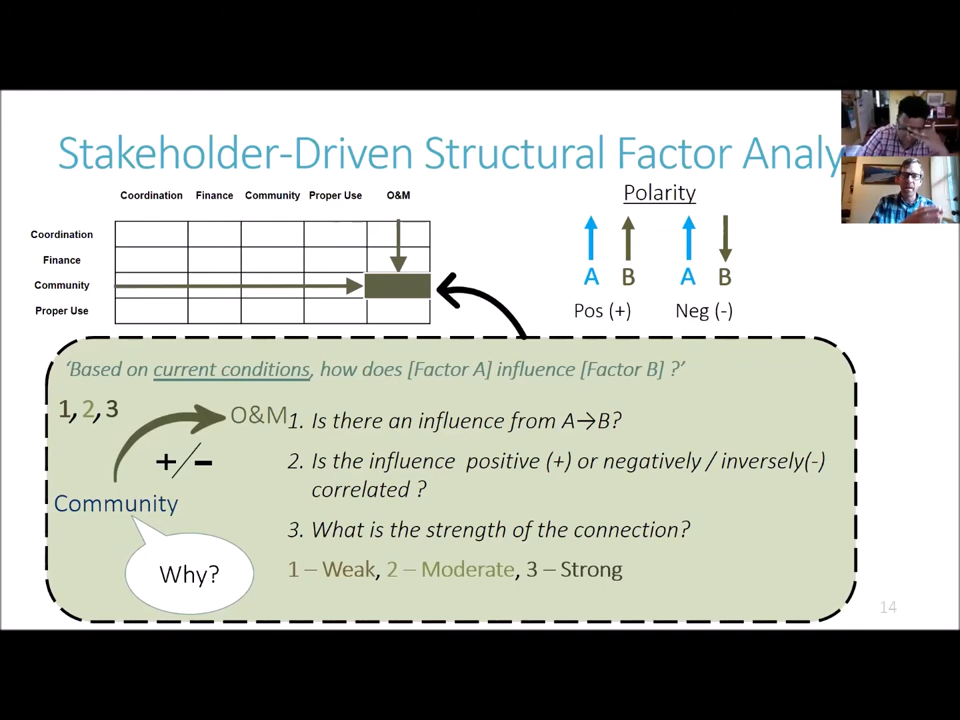 Stakeholder-Driven Structural Factor Analy
Coordination Finance Community Proper Use O&M
Coordination
Finance
Community
Proper Use
Polarity
A B A B
Pos (+) Neg (-)
‘Based on current conditions, how does [Factor A] influence [Factor B] ?’
1, 2, 3
O&M
+/-
Community
Why?
1. Is there an influence from A→B?
2. Is the influence positive (+) or negatively / inversely(-)
correlated ?
3. What is the strength of the connection?
1 – Weak, 2 – Moderate, 3 – Strong
14